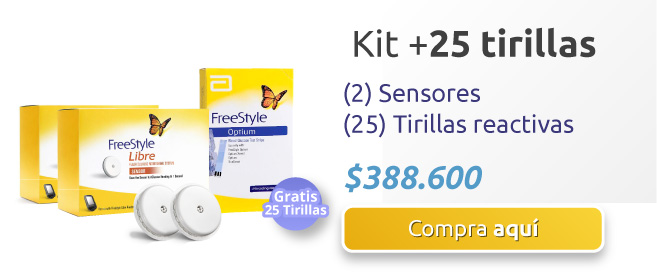 Kit +25 tirillas
(2) Sensores
(25) Tirillas reactivas
$388.600
Compra aquí
FreeStyle
Libre
SENSOR
FreeStyle
Optium
Gratis
25 Tirillas